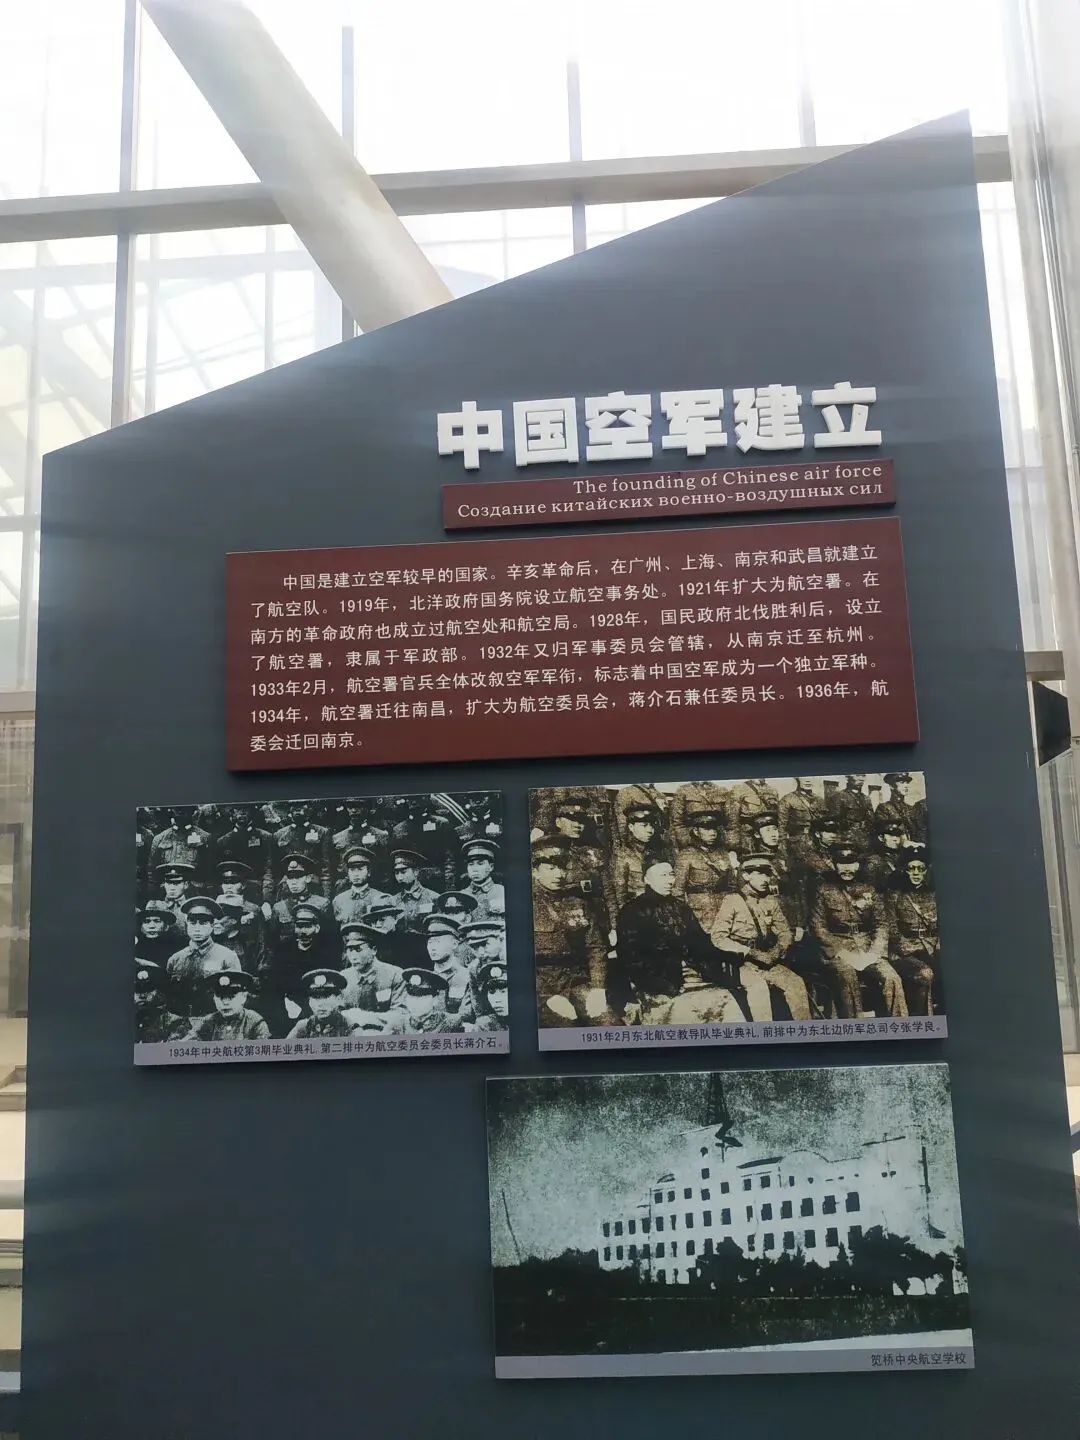 中国空军建立
The founding of Chinese air force
Создание китайских военно-воздушных сил
中国是建立空军较早的国家。辛亥革命后，在广州、上海、南京和武昌就建立
了航空队。1919年，北洋政府国务院设立航空事务处。1921年扩大为航空署。在
南方的革命政府也成立过航空处和航空局。1928年，国民政府北伐胜利后，设立
了航空署，隶属于军政部。1932年又归军事委员会管辖，从南京迁至杭州。
1933年2月，航空署官兵全体改叙空军军衔，标志着中国空军成为一个独立军种。
1934年，航空署迁往南昌，扩大为航空委员会，蒋介石兼任委员长。1936年，航
委会迁回南京。
1934年中央航校第3期毕业典礼，第二排中为航空委员会委员长蒋介石。
1931年2月东北航空教导队毕业典礼，前排中为东北边防军总司令张学良。
笕桥中央航空学校